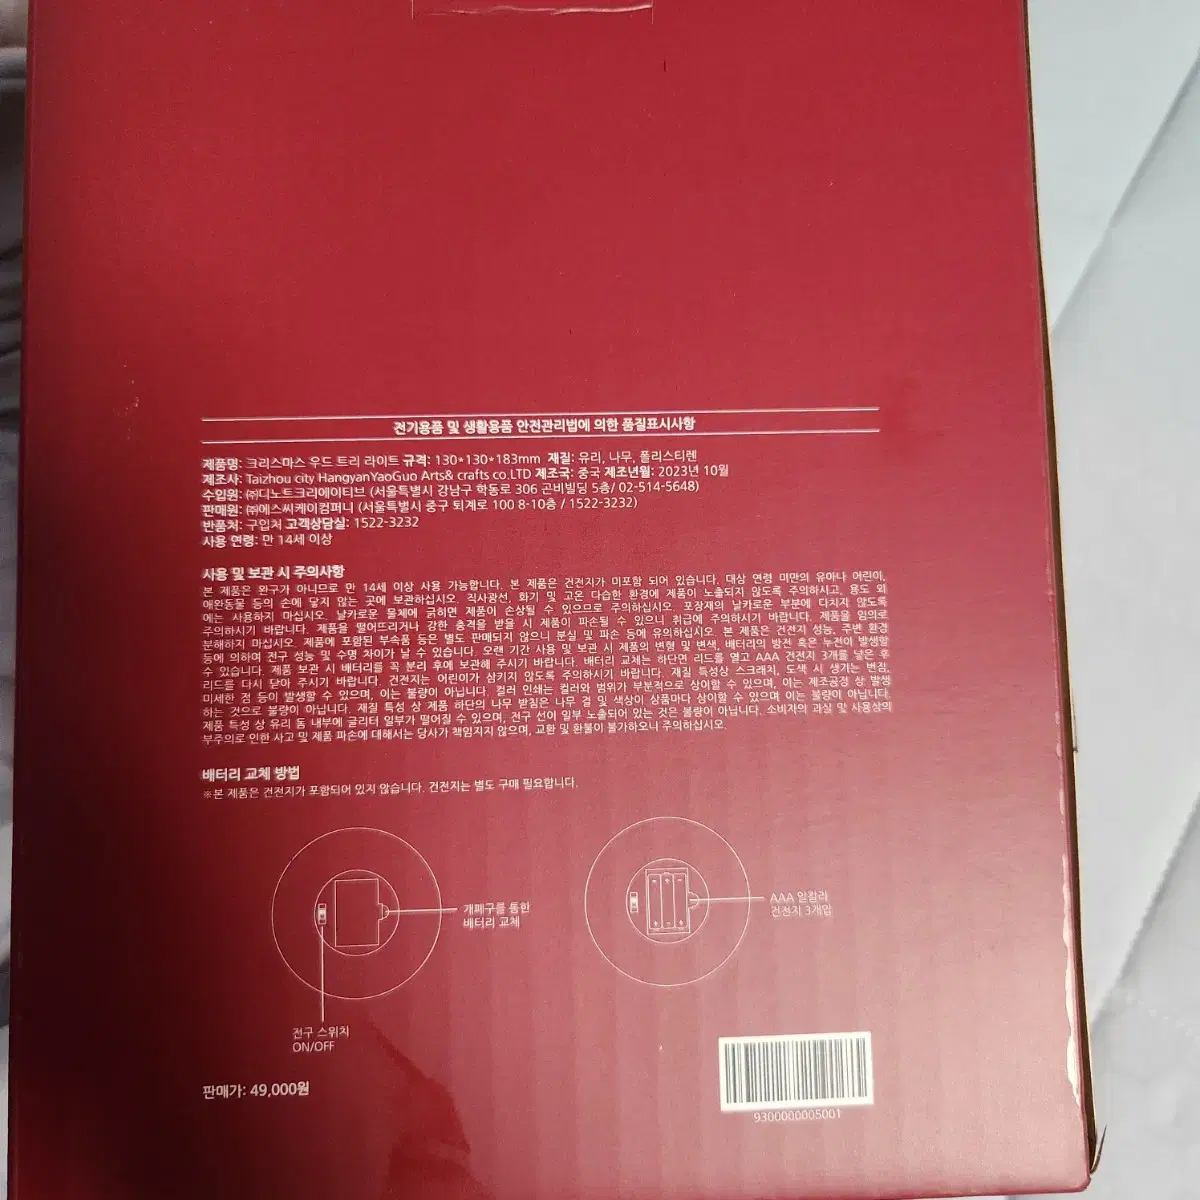 전기용품 및 생활용품 안전관리법에 의한 품질표시사항
제품명: 크리스마스 우드 트리 라이트 규격: 130*130*183mm 재질: 유리, 나무, 폴리스티렌
제조사: Taizhou city HangyanYaoGuo Arts& crafts co.LTD 제조국: 중국 제조년월: 2023년 10월
수입원: ㈜디노트크리에이티브 (서울특별시 강남구 학동로 306 곤비빌딩 5층/ 02-514-5648)
판매원: ㈜에스씨케이컴퍼니 (서울특별시 중구 퇴계로 100 8-10층 / 1522-3232)
반품처: 구입처 고객상담실: 1522-3232
사용 연령: 만 14세 이상
사용 및 보관 시 주의사항
본 제품은 완구가 아니므로 만 14세 이상 사용 가능합니다. 본 제품은 건전지가 미포함 되어 있습니다. 대상 연령 미만의 유아나 어린이,
애완동물 등의 손에 닿지 않는 곳에 보관하십시오. 직사광선, 화기 및 고온 다습한 환경에 제품이 노출되지 않도록 주의하시고, 용도 외
에는 사용하지 마십시오. 날카로운 물체에 긁히면 제품이 손상될 수 있으므로 주의하십시오. 포장재의 날카로운 부분에 다치지 않도록
주의하시기 바랍니다. 제품을 떨어뜨리거나 강한 충격을 받을 시 제품이 파손될 수 있으니 취급에 주의하시기 바랍니다. 제품을 임의로
분해하지 마십시오. 제품에 포함된 부속품 등은 별도 판매되지 않으니 분실 및 파손 등에 유의하십시오. 본 제품은 건전지 성능, 주변 환경
등에 의하여 전구 성능 및 수명 차이가 날 수 있습니다. 오랜 기간 사용 및 보관 시 제품의 변형 및 변색, 배터리의 방전 혹은 누전이 발생할
수 있습니다. 제품 보관 시 배터리를 꼭 분리 후에 보관해 주시기 바랍니다. 배터리 교체는 하단면 리드를 열고 AAA 건전지 3개를 넣은 후
리드를 다시 닫아 주시기 바랍니다. 건전지는 어린이가 삼키지 않도록 주의하시기 바랍니다. 재질 특성상 스크래치, 도색 시 생기는 번짐,
미세한 점 등이 발생할 수 있으며, 이는 불량이 아닙니다. 컬러 인쇄는 컬러와 범위가 부분적으로 상이할 수 있으며, 이는 제조공정 상 발생
하는 것으로 불량이 아닙니다. 재질 특성 상 제품 하단의 나무 받침은 나무 결 및 색상이 상품마다 상이할 수 있으며 이는 불량이 아닙니다.
제품 특성 상 유리 돔 내부에 글리터 일부가 떨어질 수 있으며, 전구 선이 일부 노출되어 있는 것은 불량이 아닙니다. 소비자의 과실 및 사용상의
부주의로 인한 사고 및 제품 파손에 대해서는 당사가 책임지지 않으며, 교환 및 환불이 불가하오니 주의하십시오.
배터리 교체 방법
※본 제품은 건전지가 포함되어 있지 않습니다. 건전지는 별도 구매 필요합니다.
개폐구를 통한
배터리 교체
AAA 알칼리
건전지 3개입
전구 스위치
ON/OFF
판매가: 49,000원
9300000005001